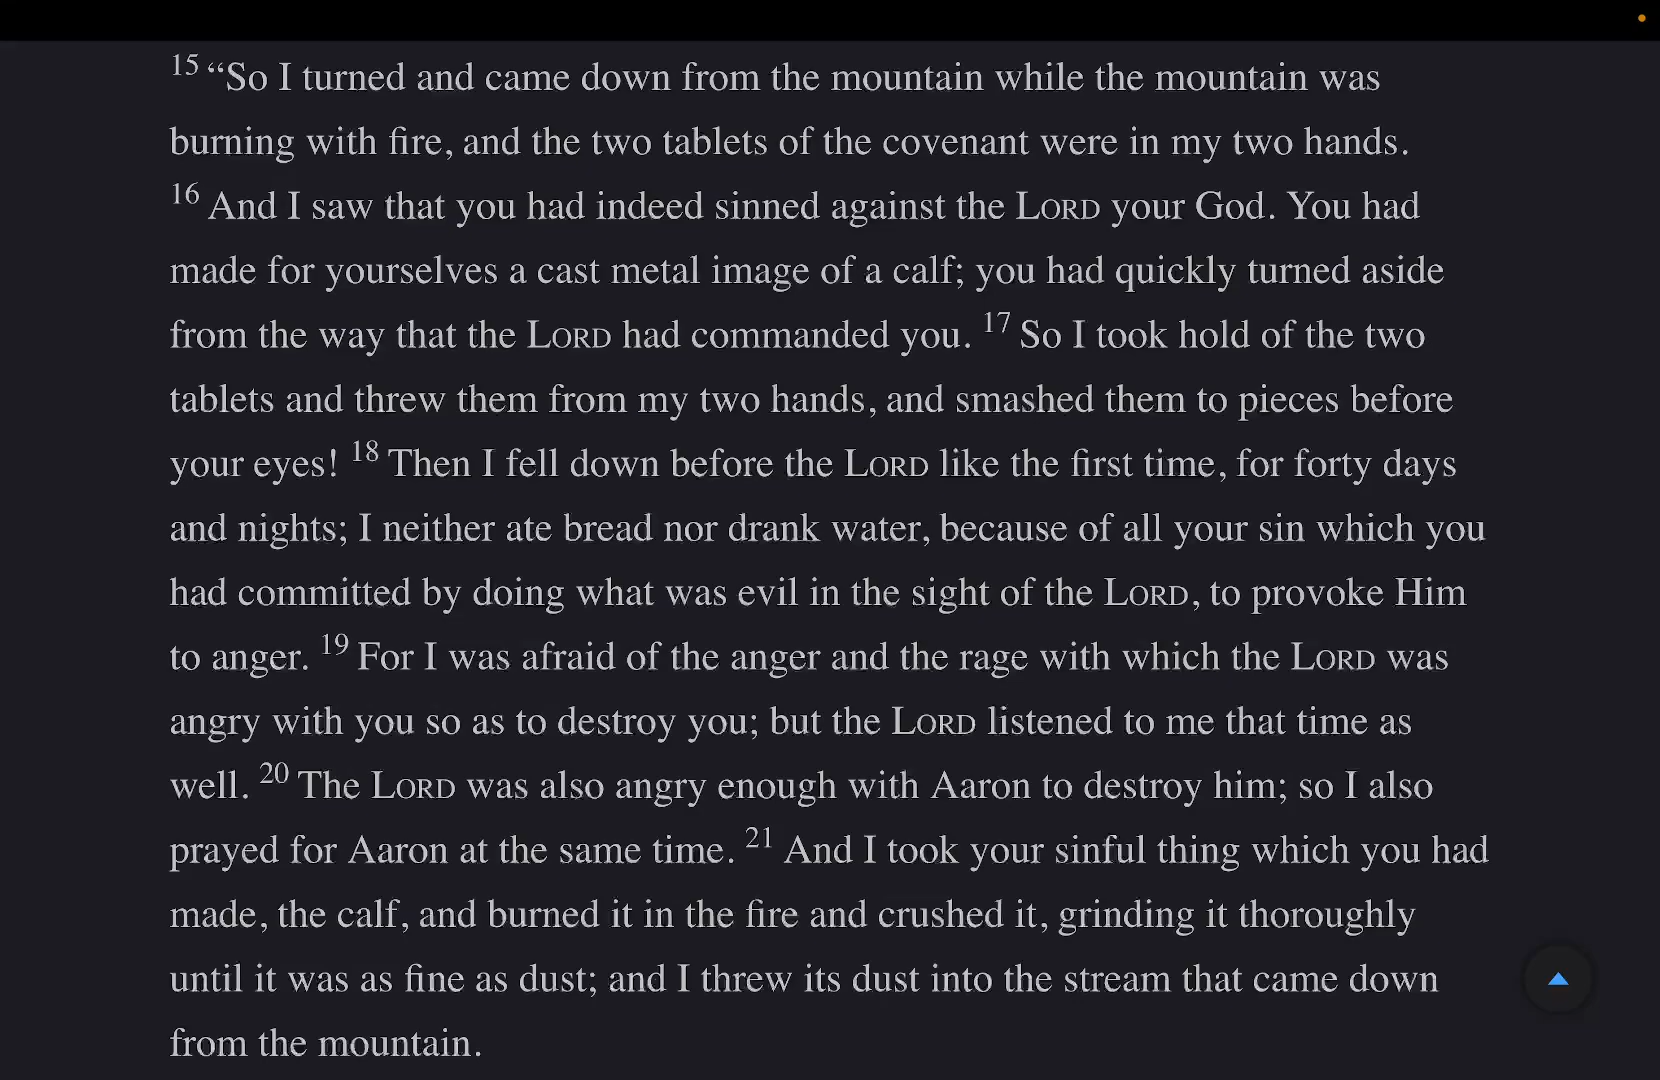 15 “So I turned and came down from the mountain while the mountain was
burning with fire, and the two tablets of the covenant were in my two hands.
16 And I saw that you had indeed sinned against the LORD your God. You had
made for yourselves a cast metal image of a calf; you had quickly turned aside
from the way that the LORD had commanded you. 17 So I took hold of the two
tablets and threw them from my two hands, and smashed them to pieces before
your eyes! 18 Then I fell down before the LORD like the first time, for forty days
and nights; I neither ate bread nor drank water, because of all your sin which you
had committed by doing what was evil in the sight of the LORD, to provoke Him
to anger. 19 For I was afraid of the anger and the rage with which the LORD was
angry with you so as to destroy you; but the LORD listened to me that time as
well. 20 The LORD was also angry enough with Aaron to destroy him; so I also
prayed for Aaron at the same time. 21 And I took your sinful thing which you had
made, the calf, and burned it in the fire and crushed it, grinding it thoroughly
until it was as fine as dust; and I threw its dust into the stream that came down
from the mountain.